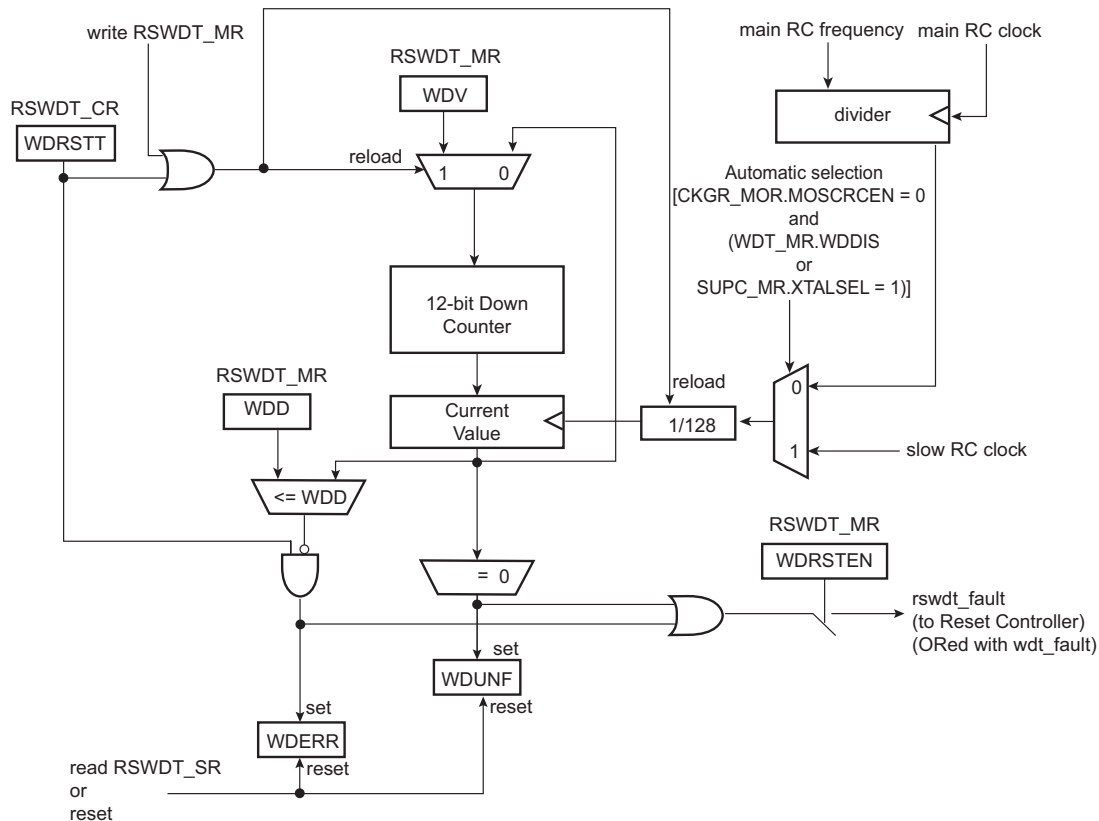 write RSWDT_MR
main RC frequency
main RC clock
RSWDT_MR
WDV
RSWDT_CR
WDRSTT
divider
reload
1 0
Automatic selection
[CKGR_MOR.MOSCRCEN = 0
and
(WDT_MR.WDDIS
or
SUPC_MR.XTALSEL = 1)]
12-bit Down
Counter
RSWDT_MR
WDD
reload
0
Current
Value
1/128
1
slow RC clock
<= WDD
RSWDT_MR
WDRSTEN
= 0
rswdt_fault
(to Reset Controller)
(ORed with wdt_fault)
set
WDUNF
reset
set
WDERR
reset
read RSWDT_SR
or
reset